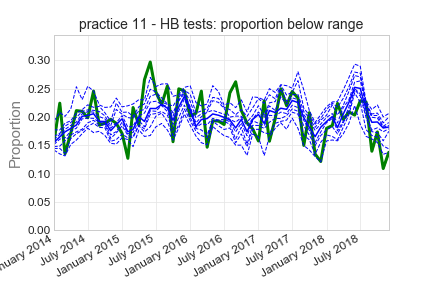 practice 11 - HB tests: proportion below range
Proportion
0.30
0.25
0.20
0.15
0.10
0.05
0.00
nuary 2014
July 2014
January 2015
July 2015
January 2016
July 2016
January 2017
July 2017
January 2018
July 2018